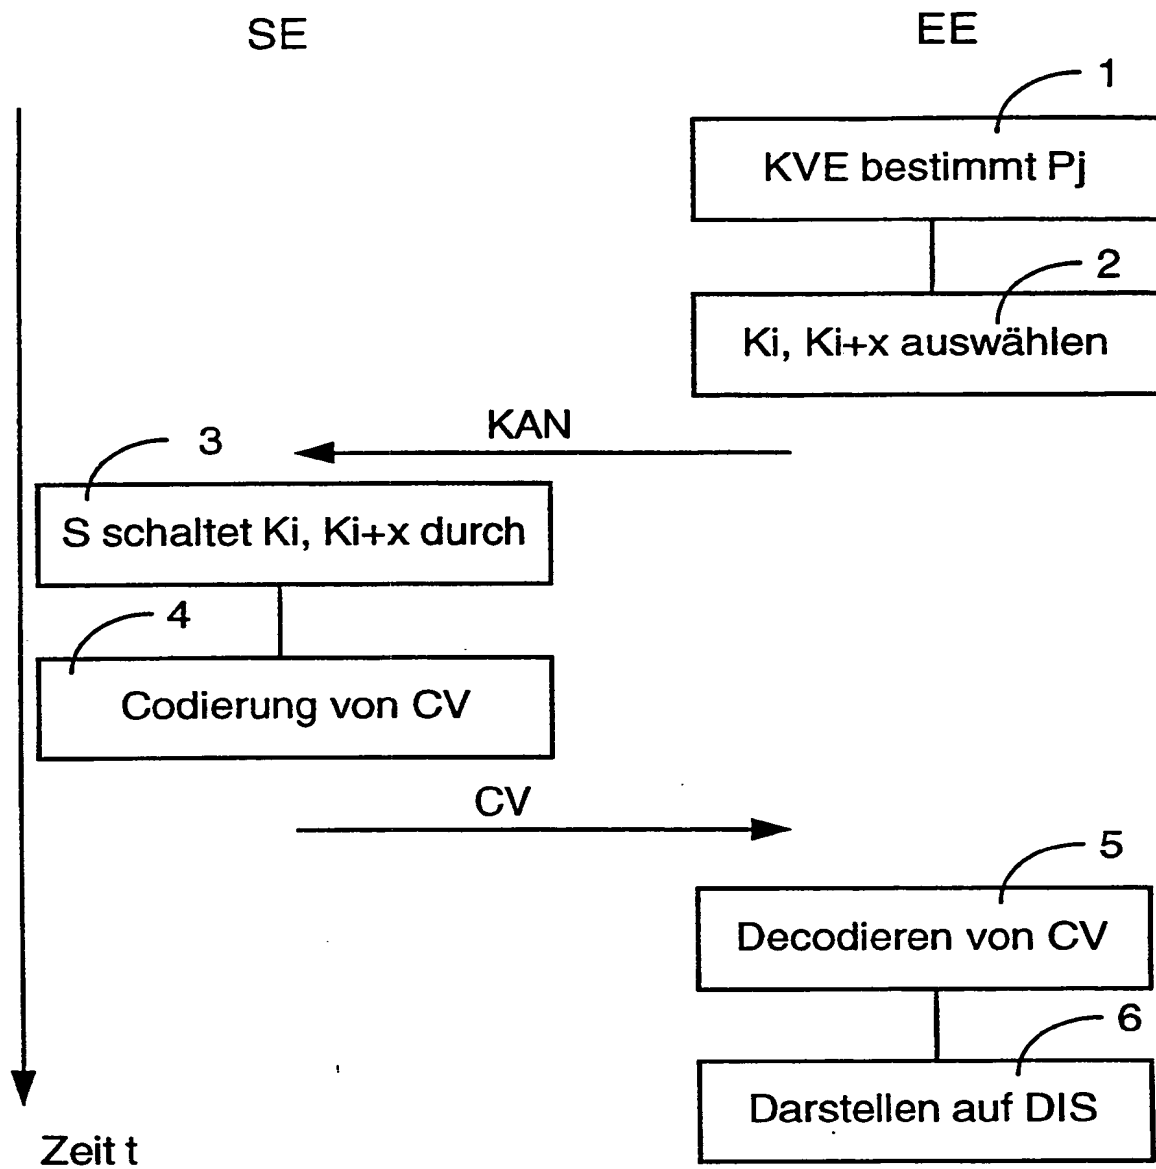 SE
EE
1
KVE bestimmt Pj
2
Ki, Ki+x auswählen
KAN
3
S schaltet Ki, Ki+x durch
4
Codierung von CV
CV
5
Decodieren von CV
6
Darstellen auf DIS
Zeit t